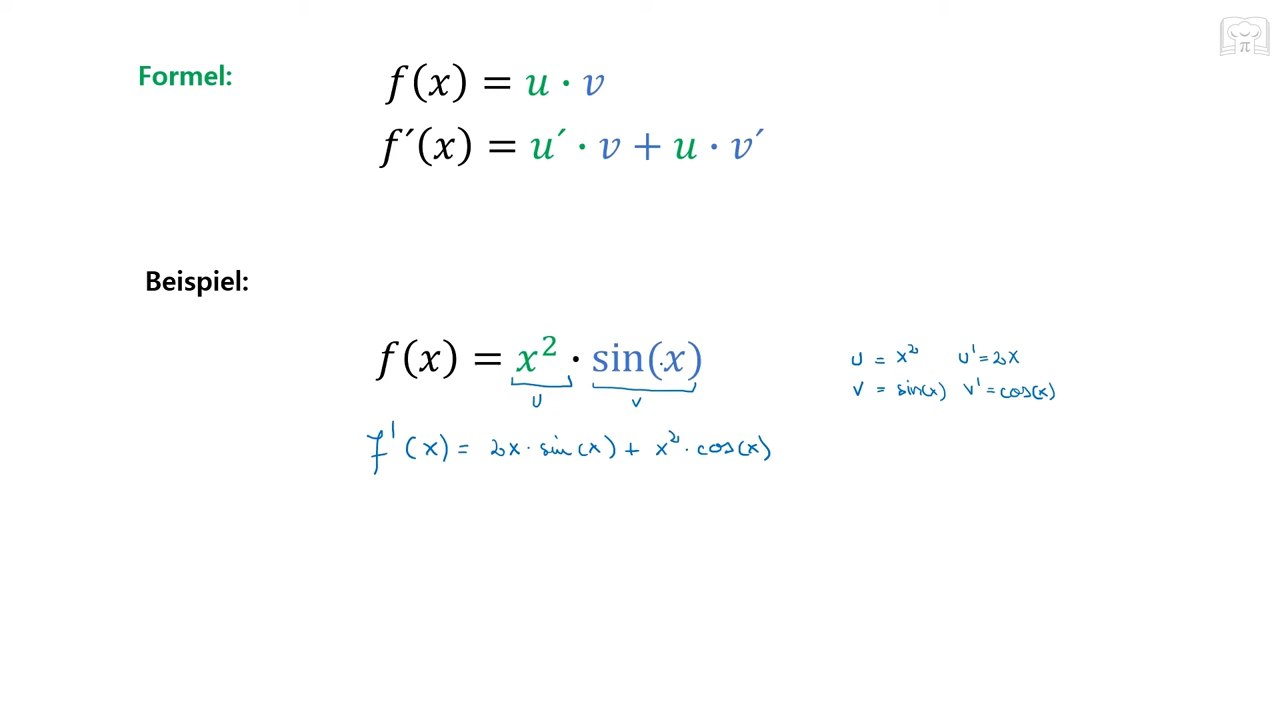 Formel:
f(x) = u · v
f´(x) = u´ · v + u · v´
Beispiel:
f(x) = x² · sin(x)
u v
u = x² u' = 2x
v = sin(x) v' = cos(x)
f'(x) = 2x · sin(x) + x² · cos(x)
π